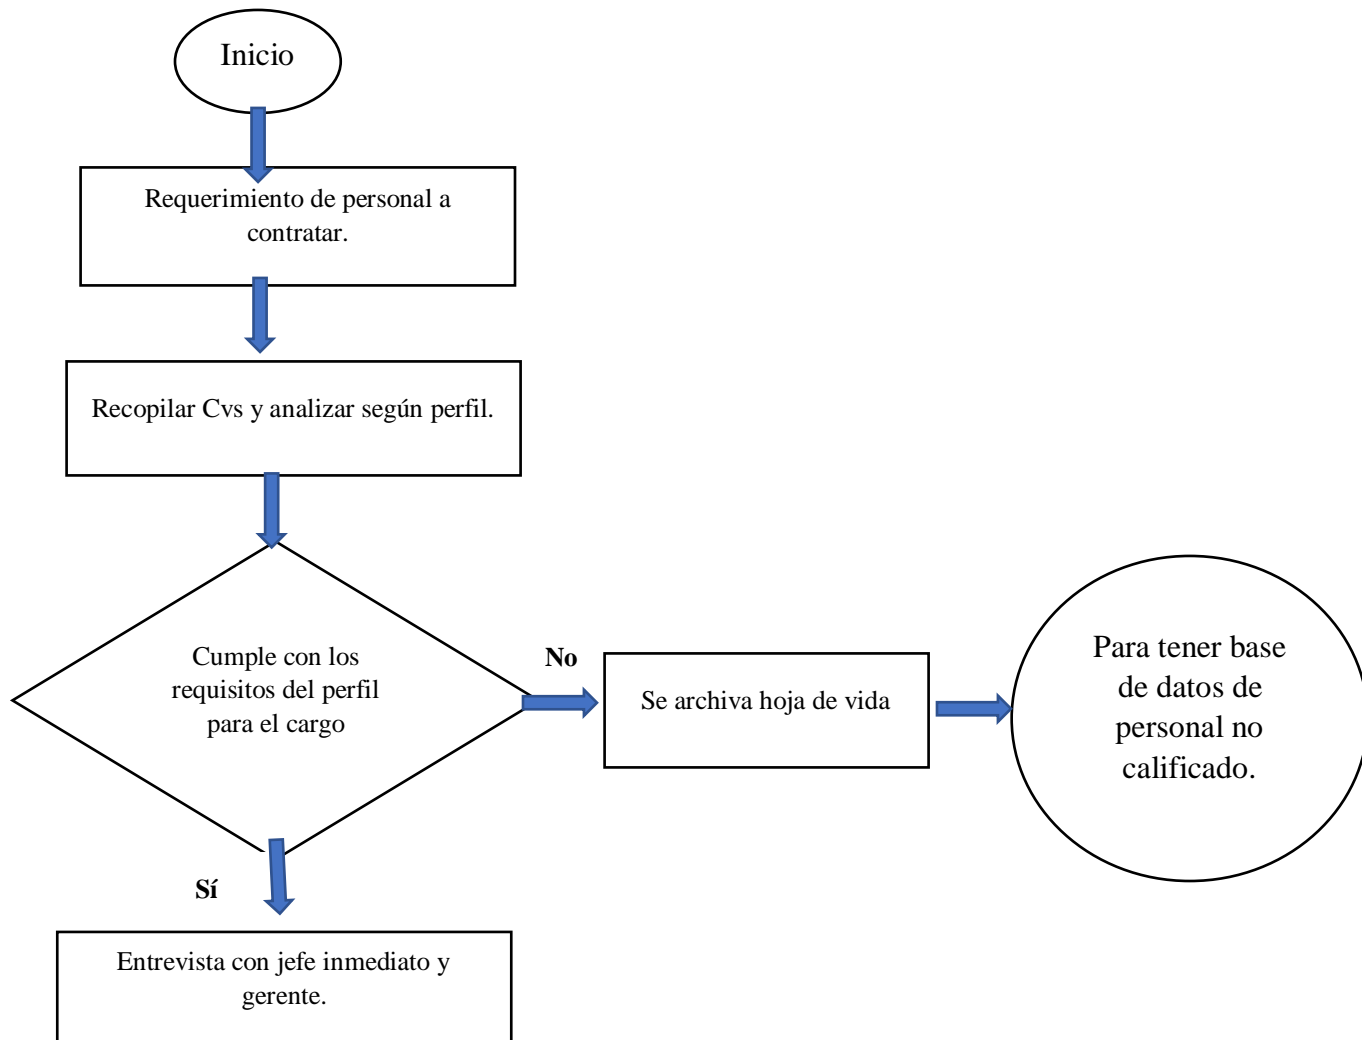 Inicio
Requerimiento de personal a
contratar.
Recopilar Cvs y analizar según perfil.
Cumple con los
requisitos del perfil
para el cargo
No
Se archiva hoja de vida
Para tener base
de datos de
personal no
calificado.
Sí
Entrevista con jefe inmediato y
gerente.